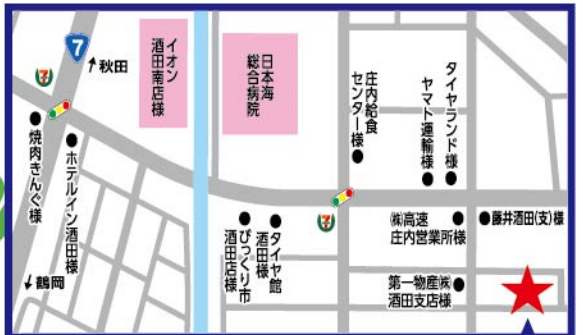 7
↑秋田
7
イオン
酒田南店様
日本海
総合病院
庄内給食
センター様
ヤマト運輸様
タイヤランド様
焼肉きんぐ様
ホテルイン酒田様
↓鶴岡
びっくり市
酒田店様
タイヤ館
酒田様
7
㈱高速
庄内営業所様
藤井酒田(支)様
第一物産㈱
酒田支店様